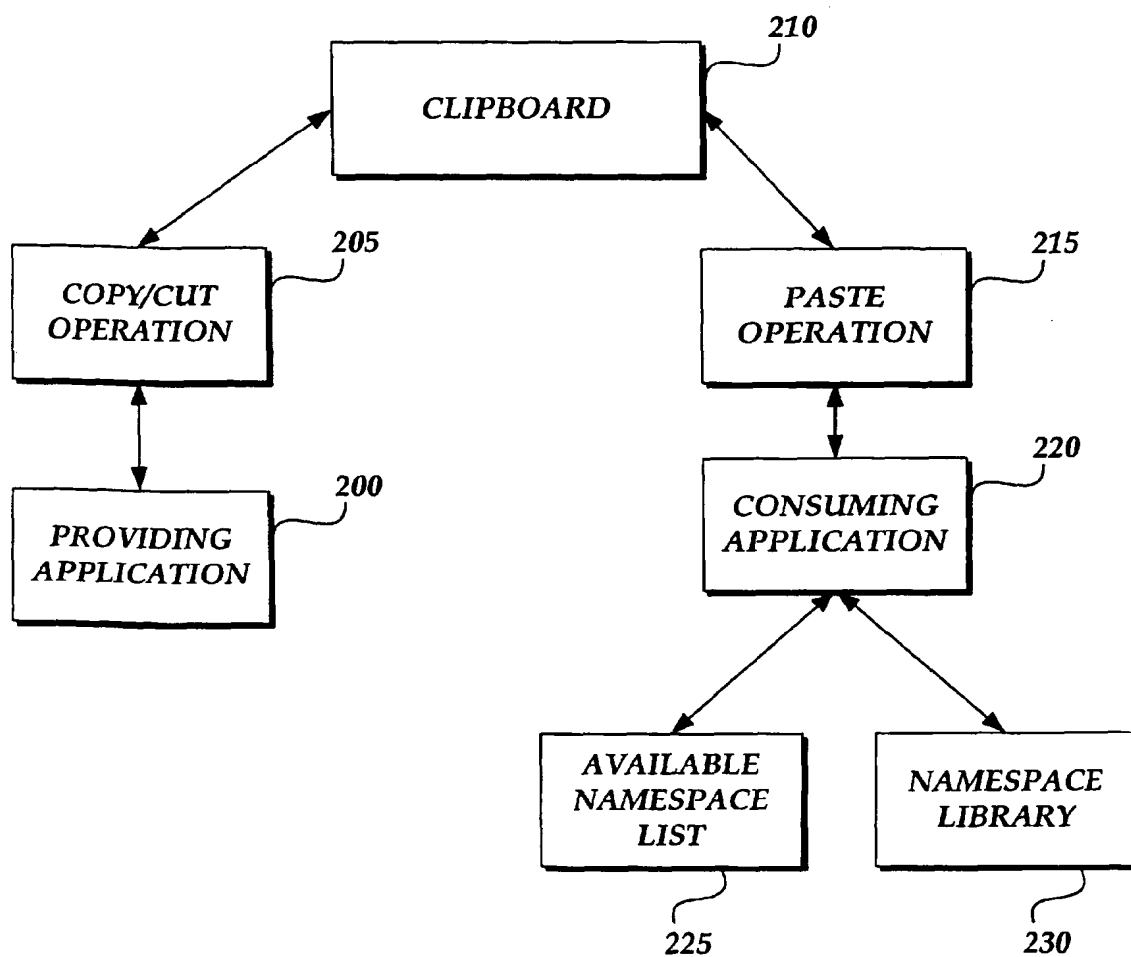 210
CLIPBOARD
205
COPY/CUT
OPERATION
215
PASTE
OPERATION
200
PROVIDING
APPLICATION
220
CONSUMING
APPLICATION
AVAILABLE
NAMESPACE
LIST
NAMESPACE
LIBRARY
225
230